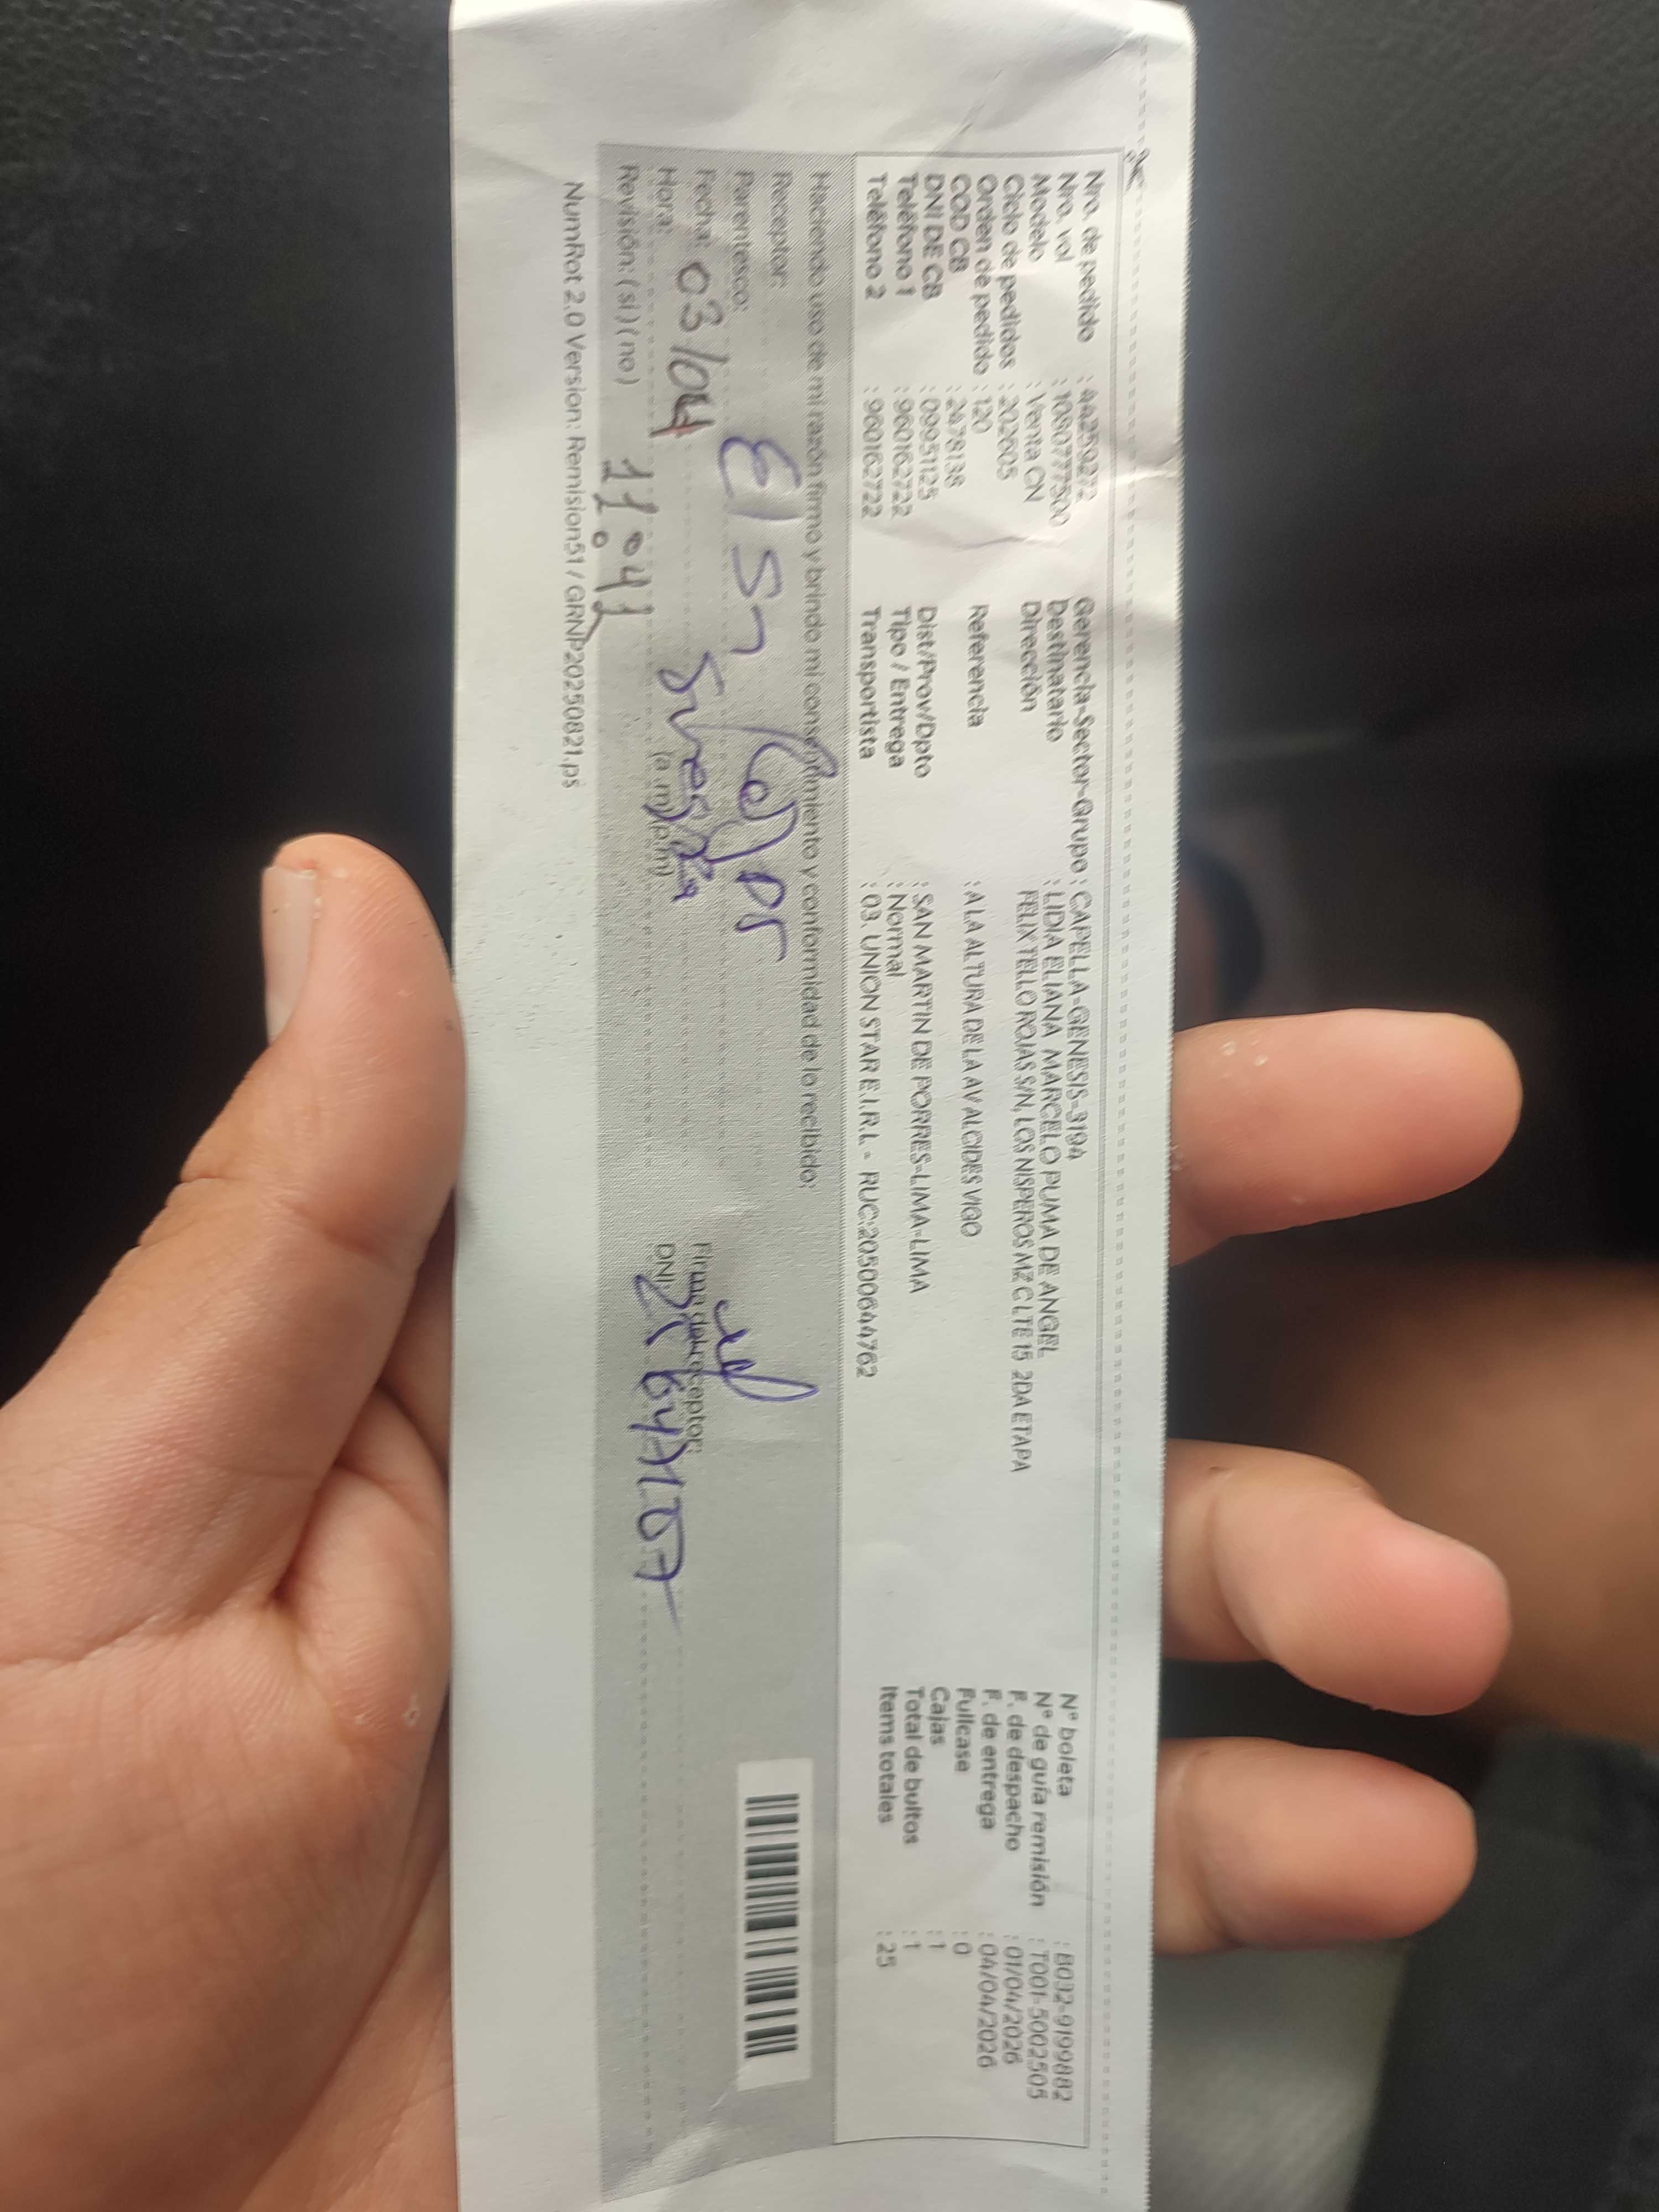 Nro. de pedido : 44259272
Nro. vol : 1080777500
Modelo : Venta CN
Ciclo de pedidos : 202605
Orden de pedido : 120
COD CB : 2478138
DNI DE CB : 09951125
Teléfono 1 : 960162722
Teléfono 2 : 960162722
Gerencia-Sector-Grupo : CAPELLA-GENESIS-3194
Destinatario : LIDIA ELIANA MARCELO PUMA DE ANGEL
Dirección FELIX TELLO ROJAS S/N, LOS NISPEROS MZ C LTE 15 2DA ETAPA
Referencia : A LA ALTURA DE LA AV ALCIDES VIGO
Dist/Prov/Dpto : SAN MARTIN DE PORRES-LIMA-LIMA
Tipo / Entrega : Normal
Transportista : 03. UNION STAR E.I.R.L - RUC:20500644762
N° boleta : B032-9199882
N° de guía remisión : T001-5002505
F. de despacho : 01/04/2026
F. de entrega : 04/04/2026
Fullcase : 0
Cajas : 1
Total de bultos : 1
Items totales : 25
Haciendo uso de mi razón firmo y brindo mi consentimiento y conformidad de lo recibido:
Receptor:
Parentesco:
Fecha: 03/04
Hora: 11:41 (a.m)(p.m)
Revisión: (si) (no)
Firma del receptor:
DNI:
NumRot 2.0 Version: Remision51 / GRNP20250821.ps